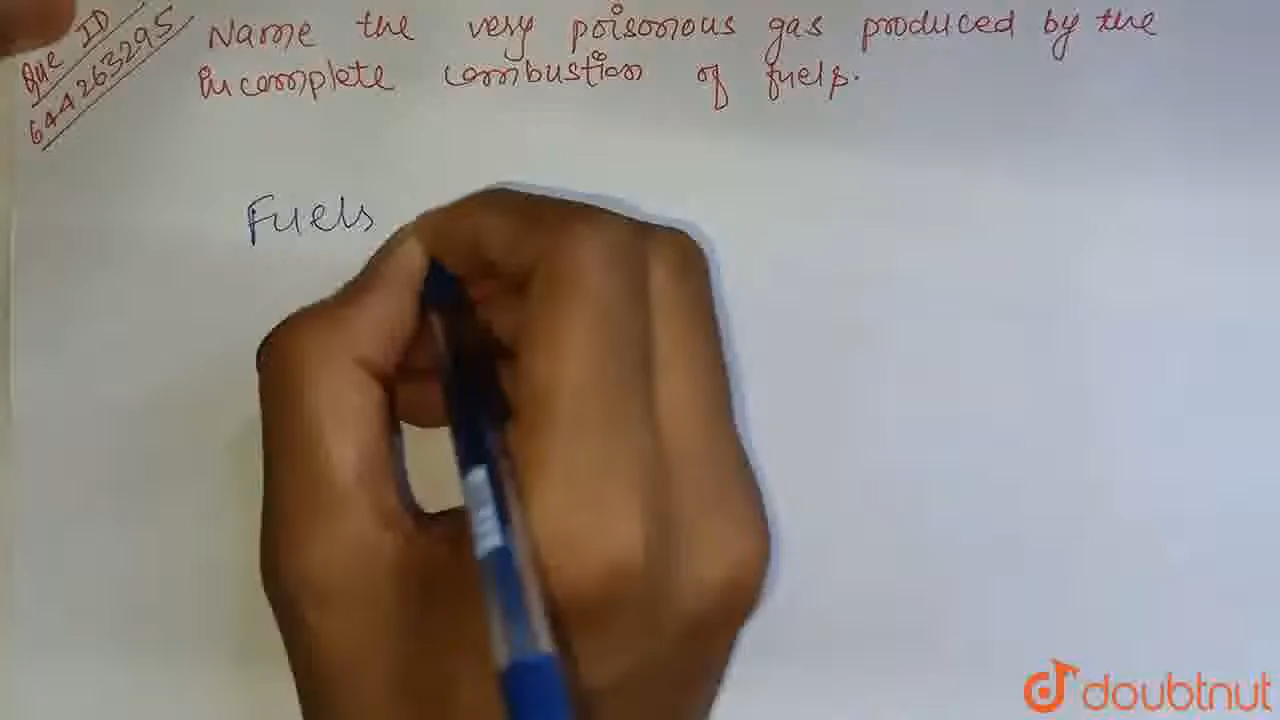 Que ID
644263295
Name the very poisonous gas produced by the
incomplete combustion of fuels.
Fuels
doubtnut